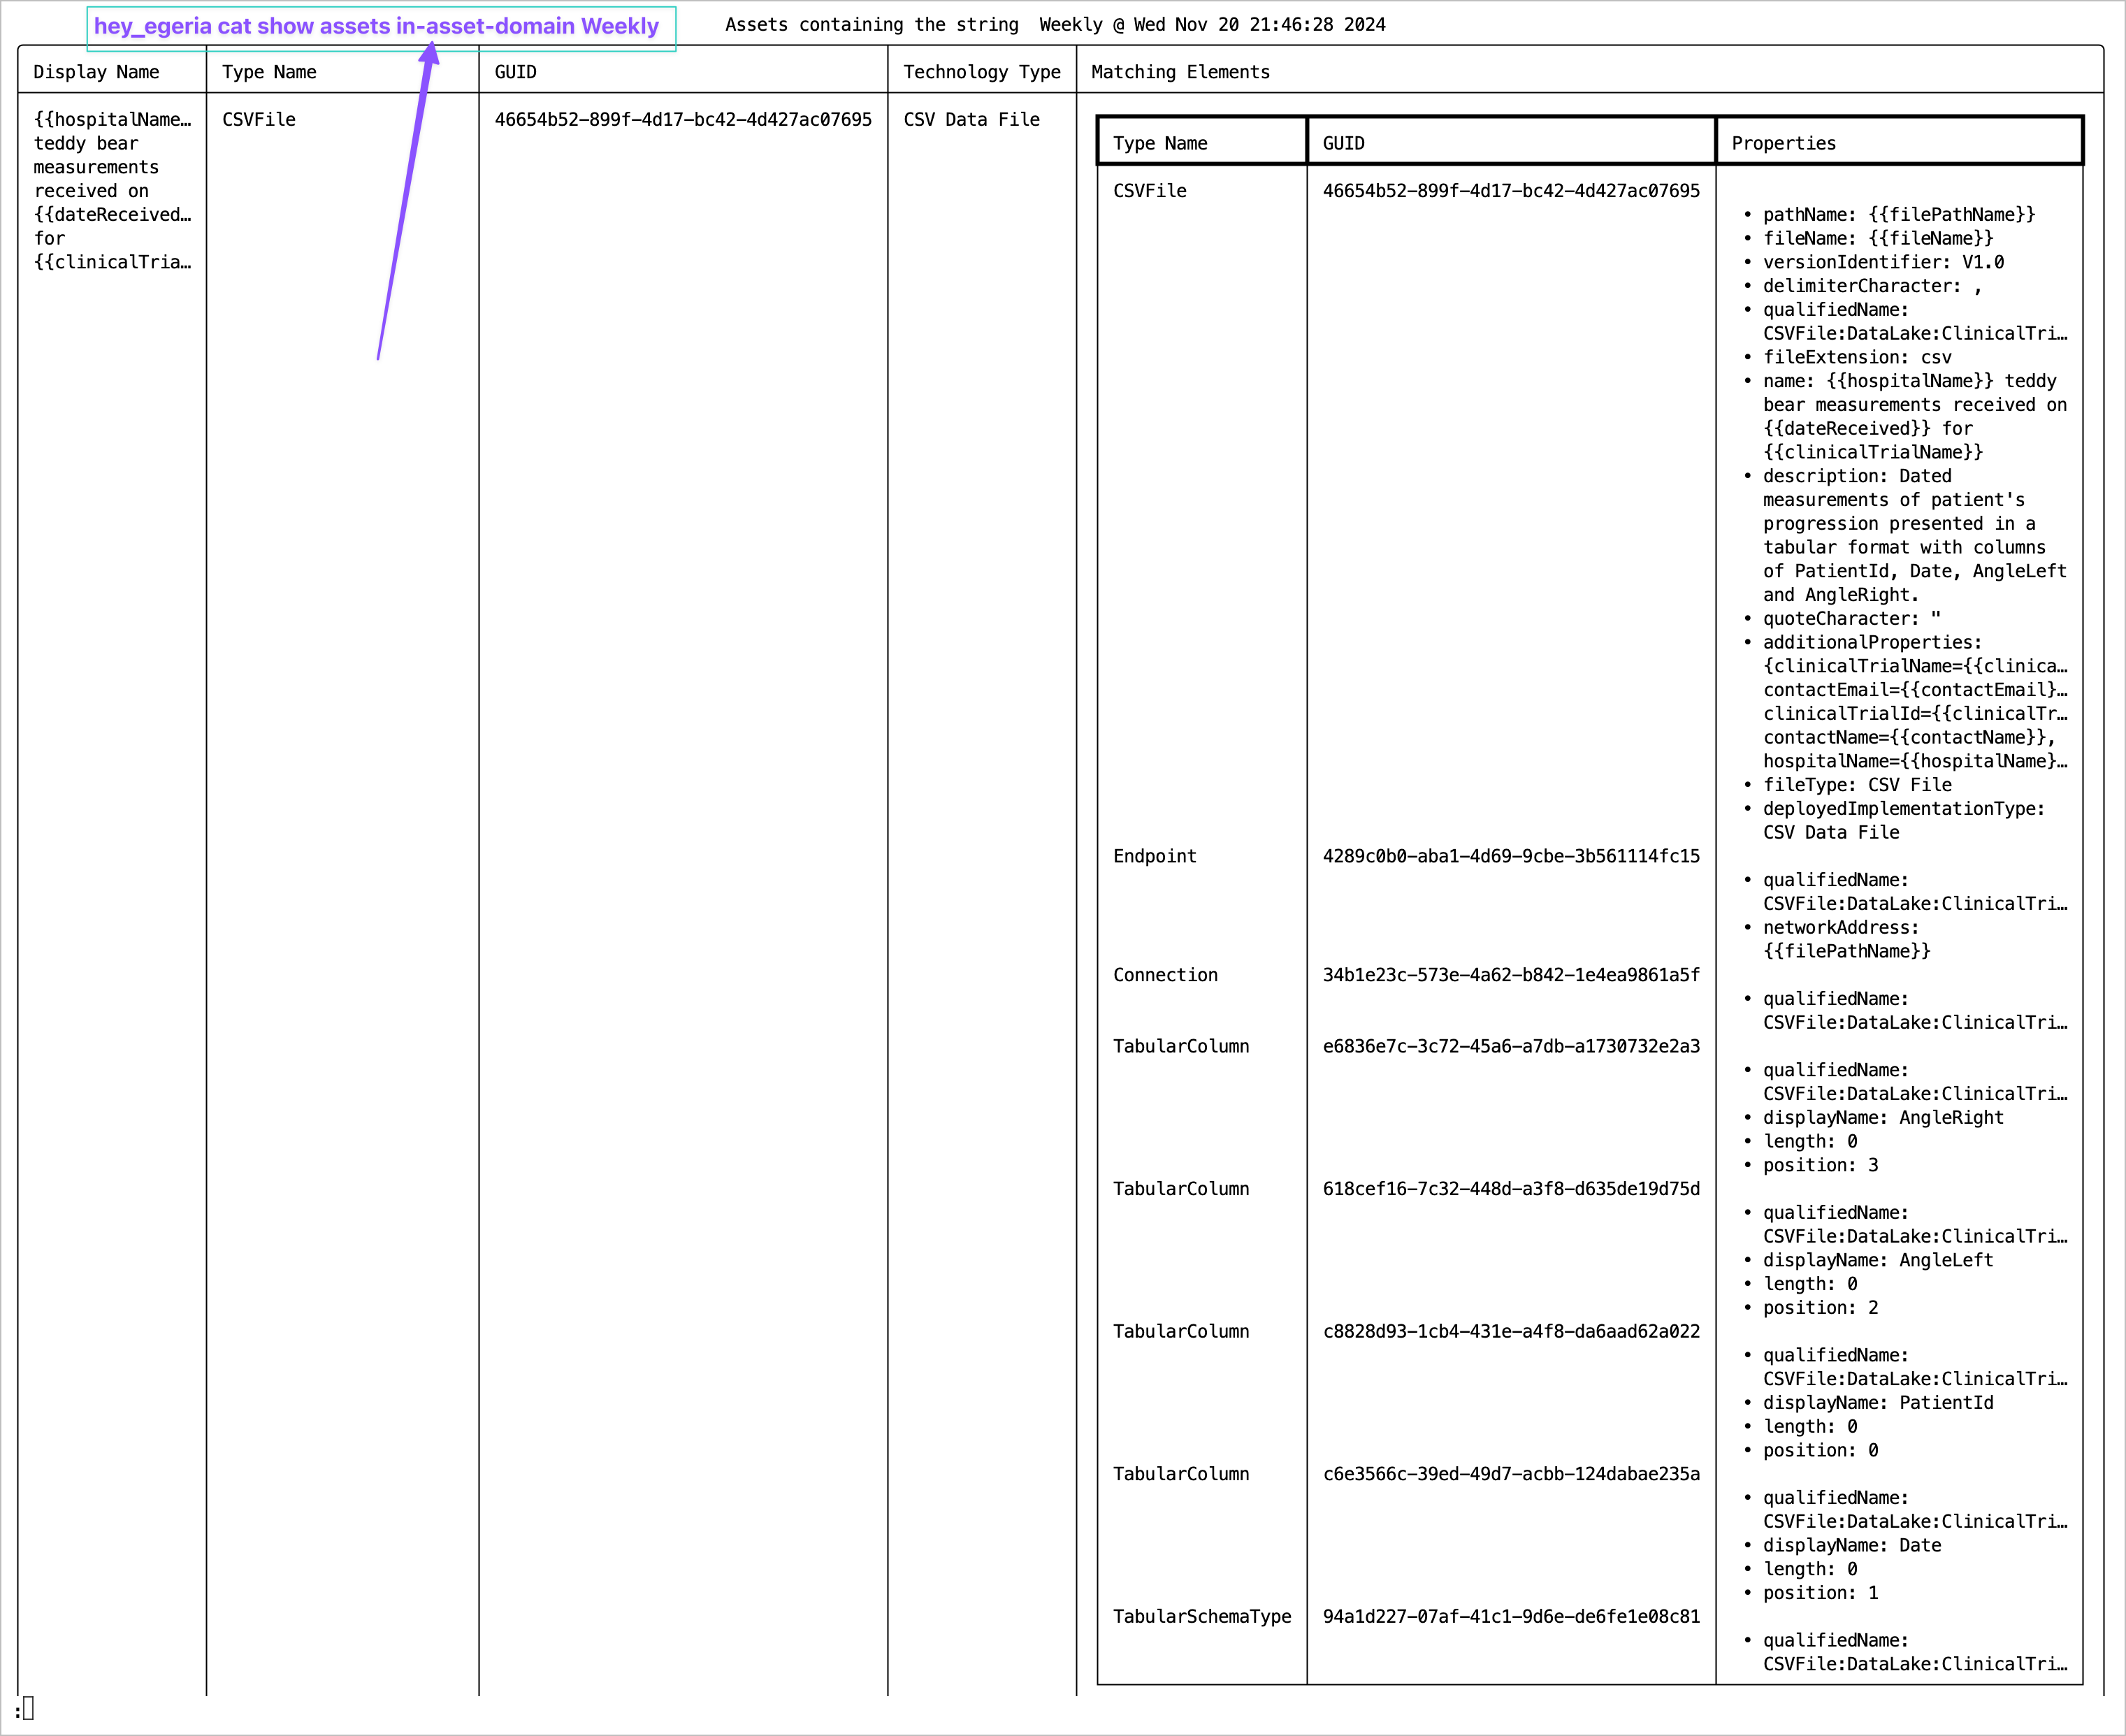 hey_egeria cat show assets in-asset-domain Weekly
Assets containing the string  Weekly @ Wed Nov 20 21:46:28 2024
Display Name
Type Name
GUID
Technology Type
Matching Elements
{{hospitalName…
teddy bear
measurements
received on
{{dateReceived…
for
{{clinicalTria…
CSVFile
46654b52-899f-4d17-bc42-4d427ac07695
CSV Data File
Type Name
GUID
Properties
CSVFile
46654b52-899f-4d17-bc42-4d427ac07695
• pathName: {{filePathName}}
• fileName: {{fileName}}
• versionIdentifier: V1.0
• delimiterCharacter: ,
• qualifiedName:
CSVFile:DataLake:ClinicalTri…
• fileExtension: csv
• name: {{hospitalName}} teddy
bear measurements received on
{{dateReceived}} for
{{clinicalTrialName}}
• description: Dated
measurements of patient's
progression presented in a
tabular format with columns
of PatientId, Date, AngleLeft
and AngleRight.
• quoteCharacter: "
• additionalProperties:
{clinicalTrialName={{clinica…
contactEmail={{contactEmail}…
clinicalTrialId={{clinicalTr…
contactName={{contactName}},
hospitalName={{hospitalName}…
• fileType: CSV File
• deployedImplementationType:
CSV Data File
Endpoint
4289c0b0-aba1-4d69-9cbe-3b561114fc15
• qualifiedName:
CSVFile:DataLake:ClinicalTri…
• networkAddress:
{{filePathName}}
Connection
34b1e23c-573e-4a62-b842-1e4ea9861a5f
• qualifiedName:
CSVFile:DataLake:ClinicalTri…
TabularColumn
e6836e7c-3c72-45a6-a7db-a1730732e2a3
• qualifiedName:
CSVFile:DataLake:ClinicalTri…
• displayName: AngleRight
• length: 0
• position: 3
TabularColumn
618cef16-7c32-448d-a3f8-d635de19d75d
• qualifiedName:
CSVFile:DataLake:ClinicalTri…
• displayName: AngleLeft
• length: 0
• position: 2
TabularColumn
c8828d93-1cb4-431e-a4f8-da6aad62a022
• qualifiedName:
CSVFile:DataLake:ClinicalTri…
• displayName: PatientId
• length: 0
• position: 0
TabularColumn
c6e3566c-39ed-49d7-acbb-124dabae235a
• qualifiedName:
CSVFile:DataLake:ClinicalTri…
• displayName: Date
• length: 0
• position: 1
TabularSchemaType
94a1d227-07af-41c1-9d6e-de6fe1e08c81
• qualifiedName:
CSVFile:DataLake:ClinicalTri…
: